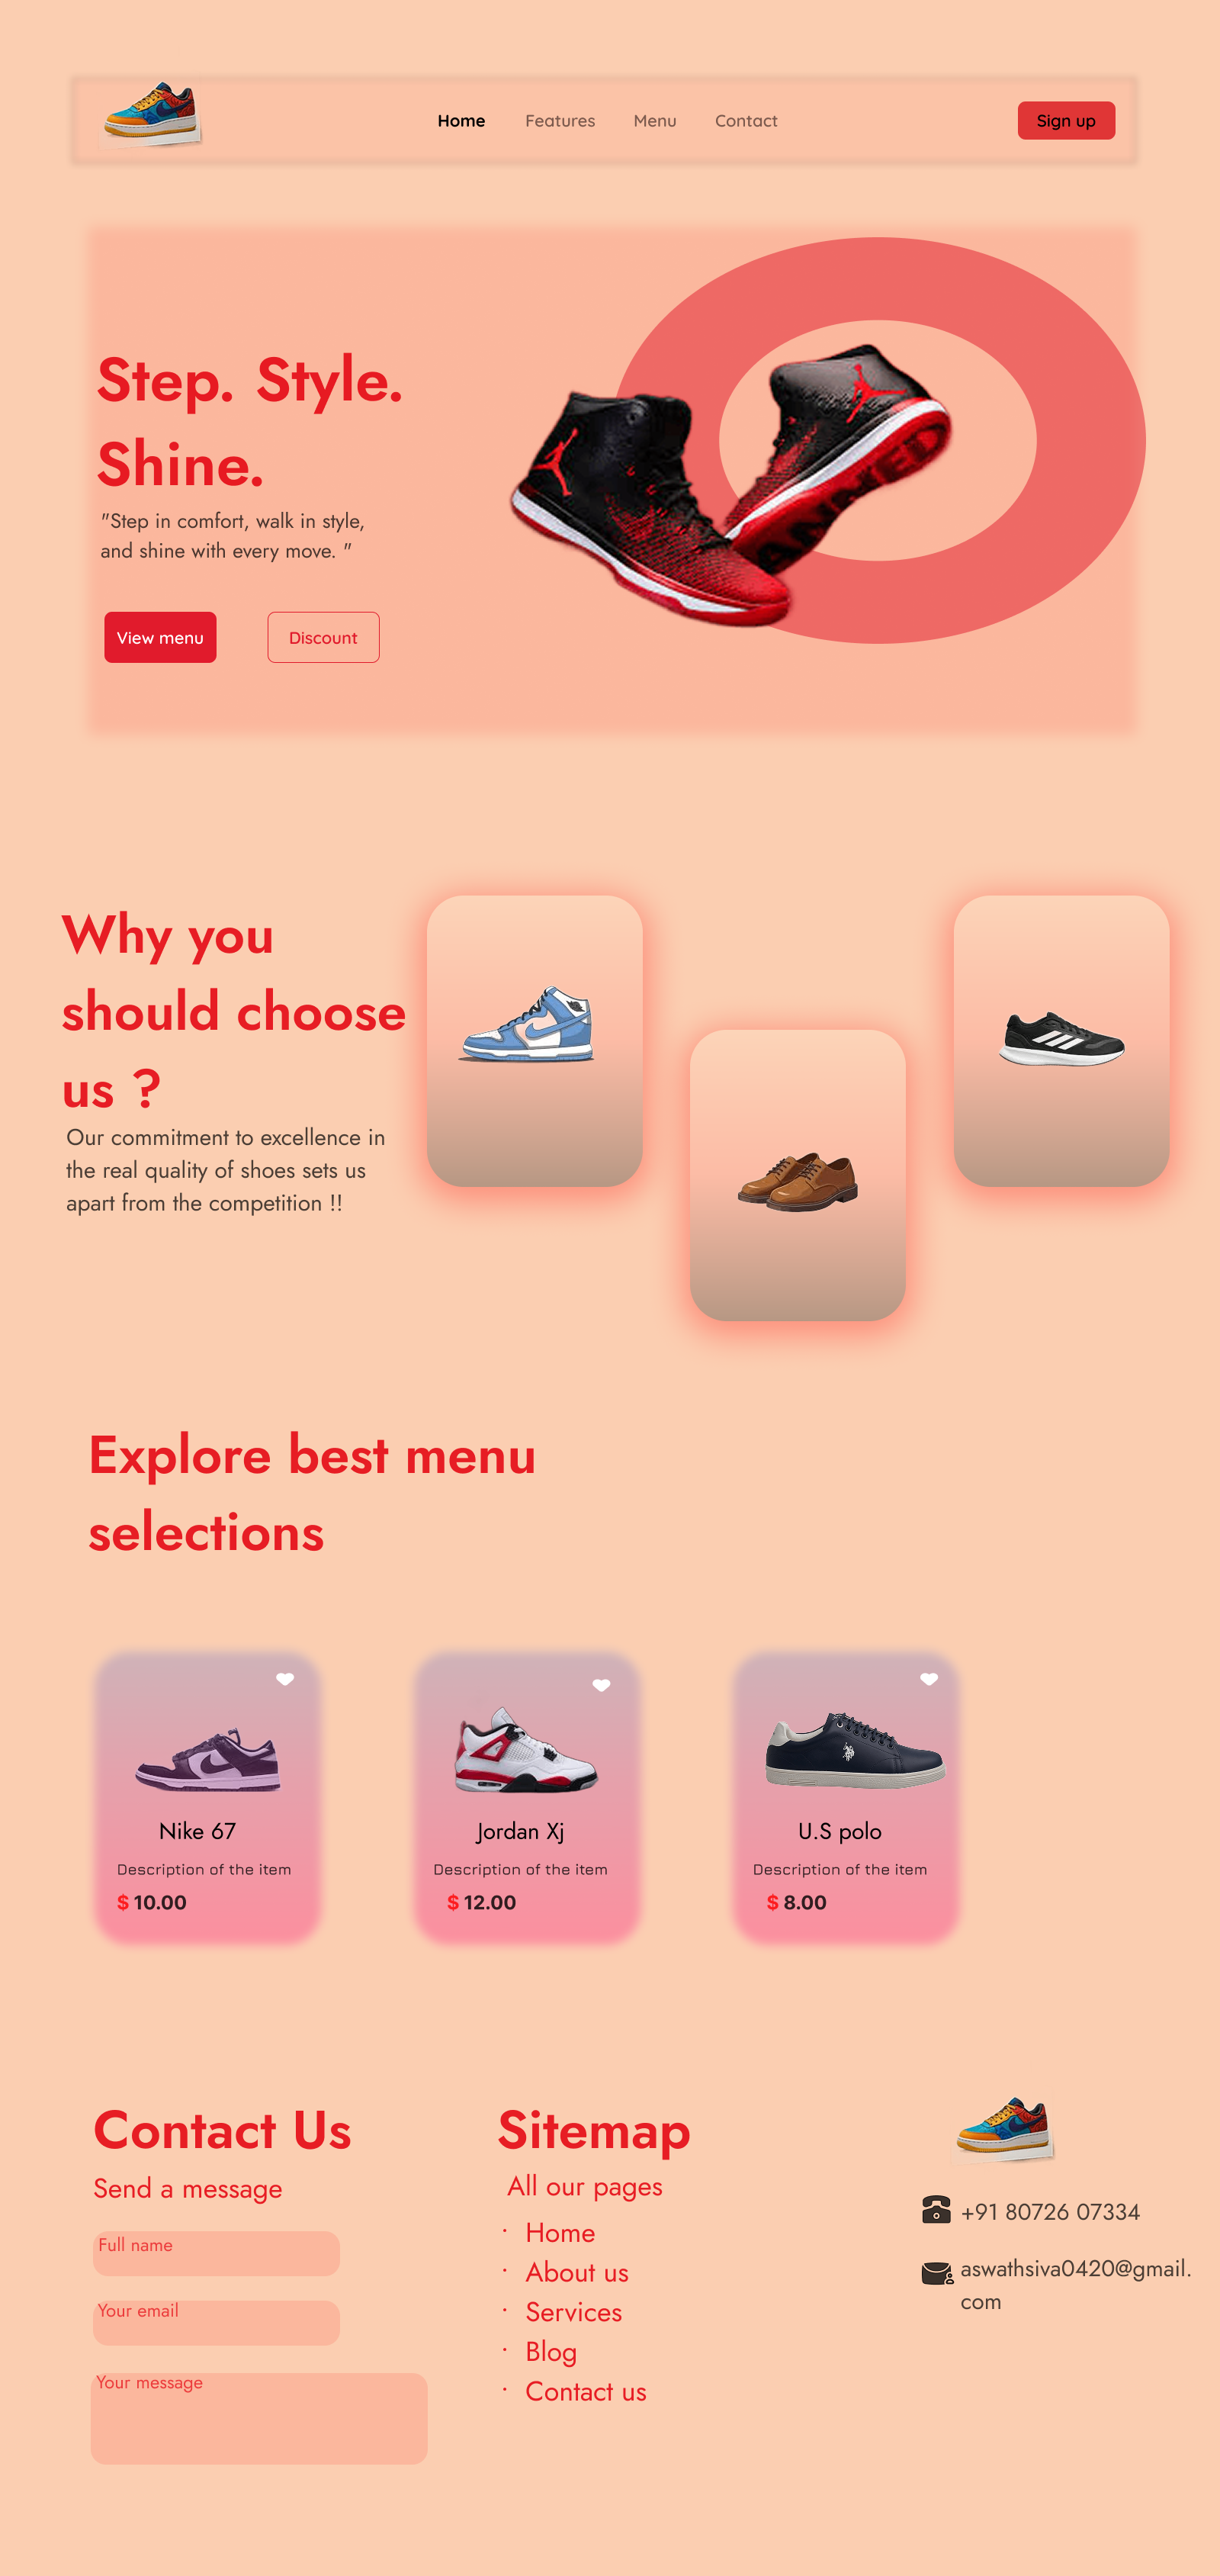 Home Features Menu Contact Sign up
Step. Style.
Shine.
"Step in comfort, walk in style,
and shine with every move. "
View menu Discount
Why you
should choose
us ?
Our commitment to excellence in
the real quality of shoes sets us
apart from the competition !!
Explore best menu
selections
Nike 67
Description of the item
$ 10.00
Jordan Xj
Description of the item
$ 12.00
U.S polo
Description of the item
$ 8.00
Contact Us
Send a message
Full name
Your email
Your message
Sitemap
All our pages
· Home
· About us
· Services
· Blog
· Contact us
+91 80726 07334
aswathsiva0420@gmail.
com